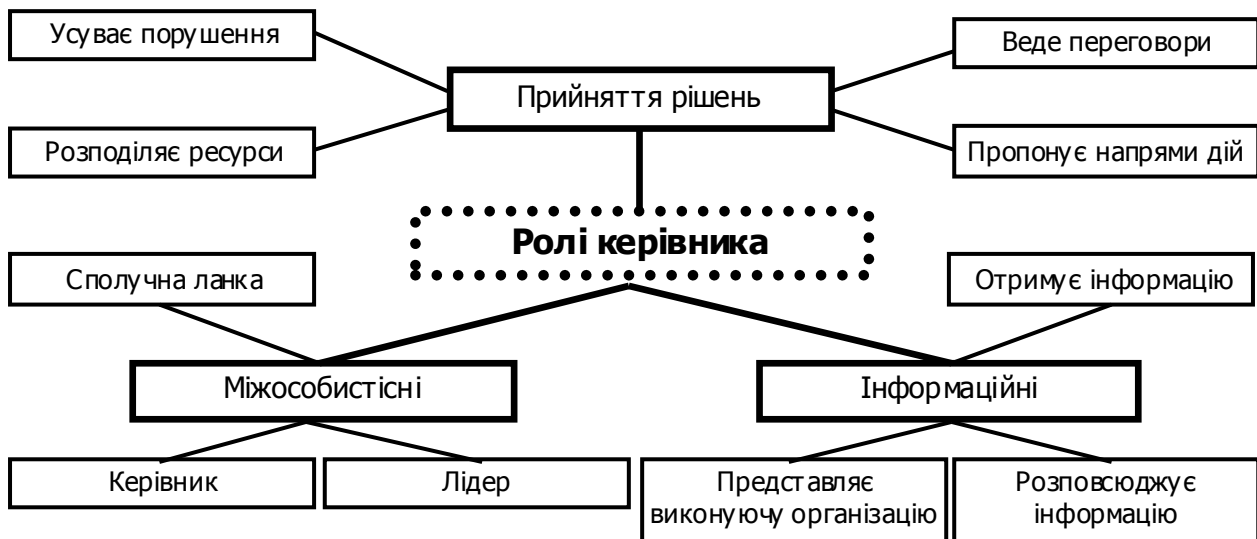 Усуває порушення
Веде переговори
Прийняття рішень
Розподіляє ресурси
Пропонує напрями дій
Ролі керівника
Сполучна ланка
Отримує інформацію
Міжособистісні
Інформаційні
Керівник
Лідер
Представляє
виконуючу організацію
Розповсюджує
інформацію